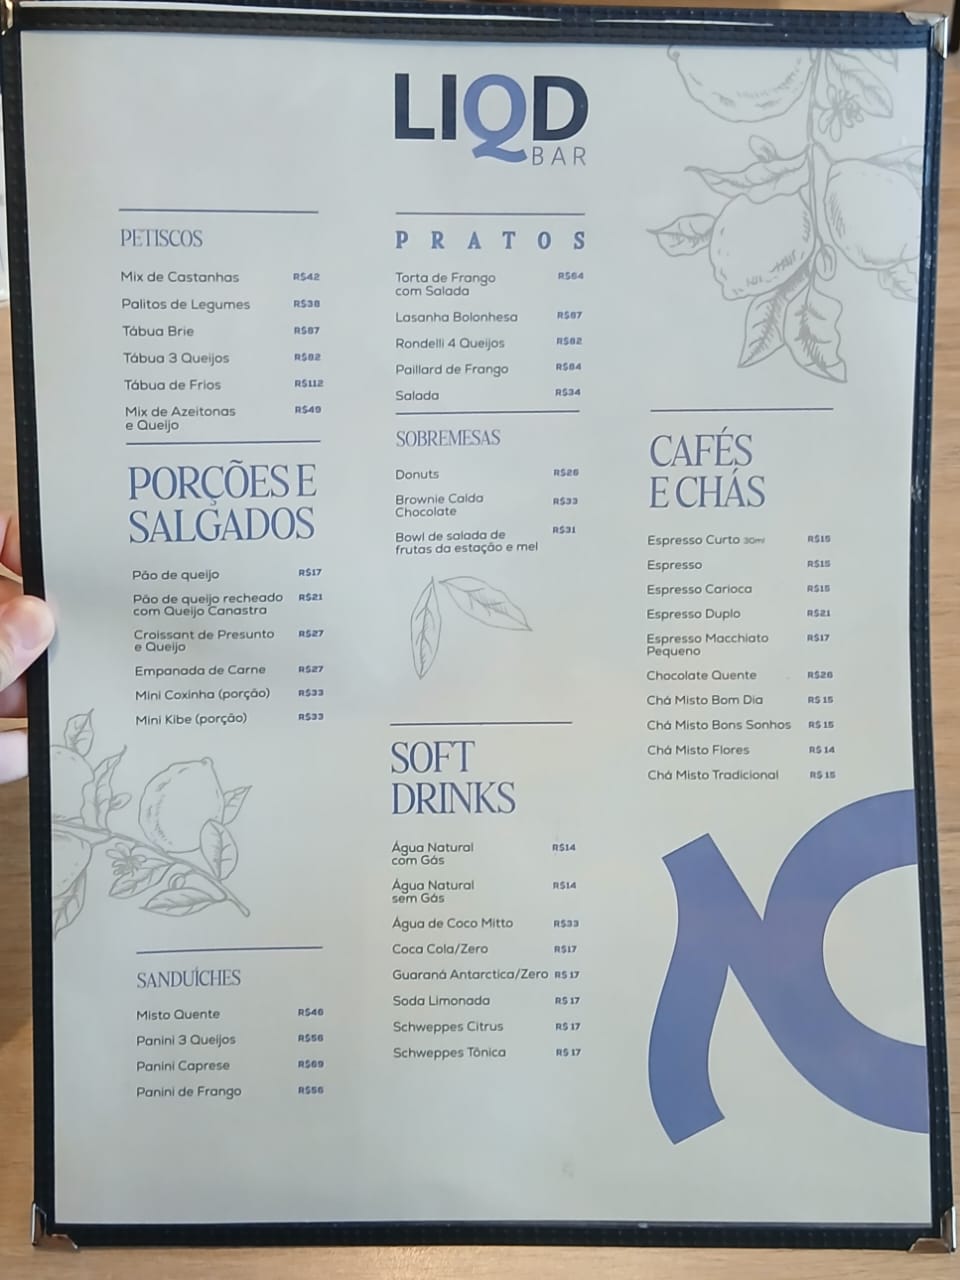 LIQD
BAR
PETISCOS
Mix de Castanhas R$42
Palitos de Legumes R$38
Tábua Brie R$87
Tábua 3 Queijos R$82
Tábua de Frios R$112
Mix de Azeitonas R$49
e Queijo
PORÇÕES E
SALGADOS
Pão de queijo R$17
Pão de queijo recheado R$21
com Queijo Canastra
Croissant de Presunto R$27
e Queijo
Empanada de Carne R$27
Mini Coxinha (porção) R$33
Mini Kibe (porção) R$33
SANDUÍCHES
Misto Quente R$46
Panini 3 Queijos R$56
Panini Caprese R$69
Panini de Frango R$56
PRATOS
Torta de Frango R$64
com Salada
Lasanha Bolonhesa R$87
Rondelli 4 Queijos R$82
Paillard de Frango R$84
Salada R$34
SOBREMESAS
Donuts R$26
Brownie Calda R$33
Chocolate
Bowl de salada de R$31
frutas da estação e mel
SOFT
DRINKS
Água Natural R$14
com Gás
Água Natural R$14
sem Gás
Água de Coco Mitto R$33
Coca Cola/Zero R$17
Guaraná Antarctica/Zero R$ 17
Soda Limonada R$ 17
Schweppes Citrus R$ 17
Schweppes Tônica R$ 17
CAFÉS
E CHÁS
Espresso Curto 30ml R$15
Espresso R$15
Espresso Carioca R$15
Espresso Duplo R$21
Espresso Macchiato R$17
Pequeno
Chocolate Quente R$26
Chá Misto Bom Dia R$ 15
Chá Misto Bons Sonhos R$ 15
Chá Misto Flores R$ 14
Chá Misto Tradicional R$ 15